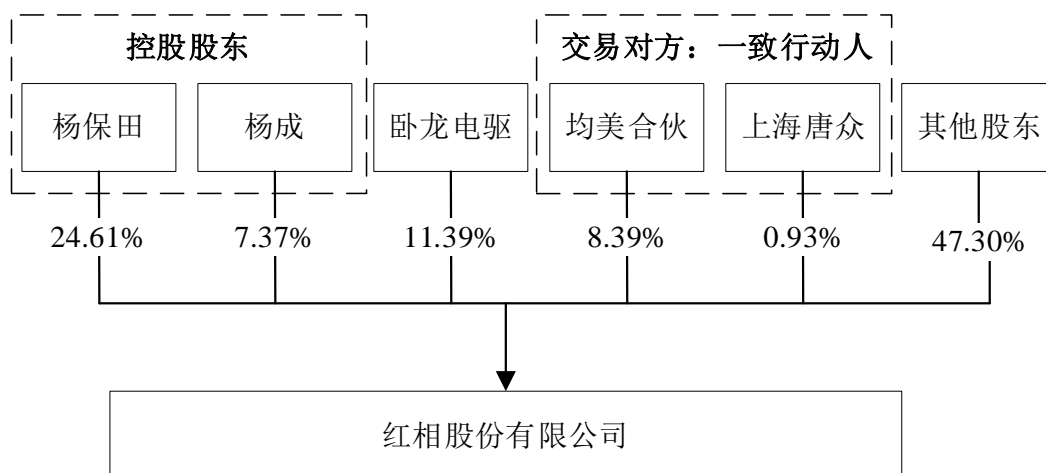 控股股东
交易对方：一致行动人
杨保田
杨成
卧龙电驱
均美合伙
上海唐众
其他股东
24.61%
7.37%
11.39%
8.39%
0.93%
47.30%
红相股份有限公司